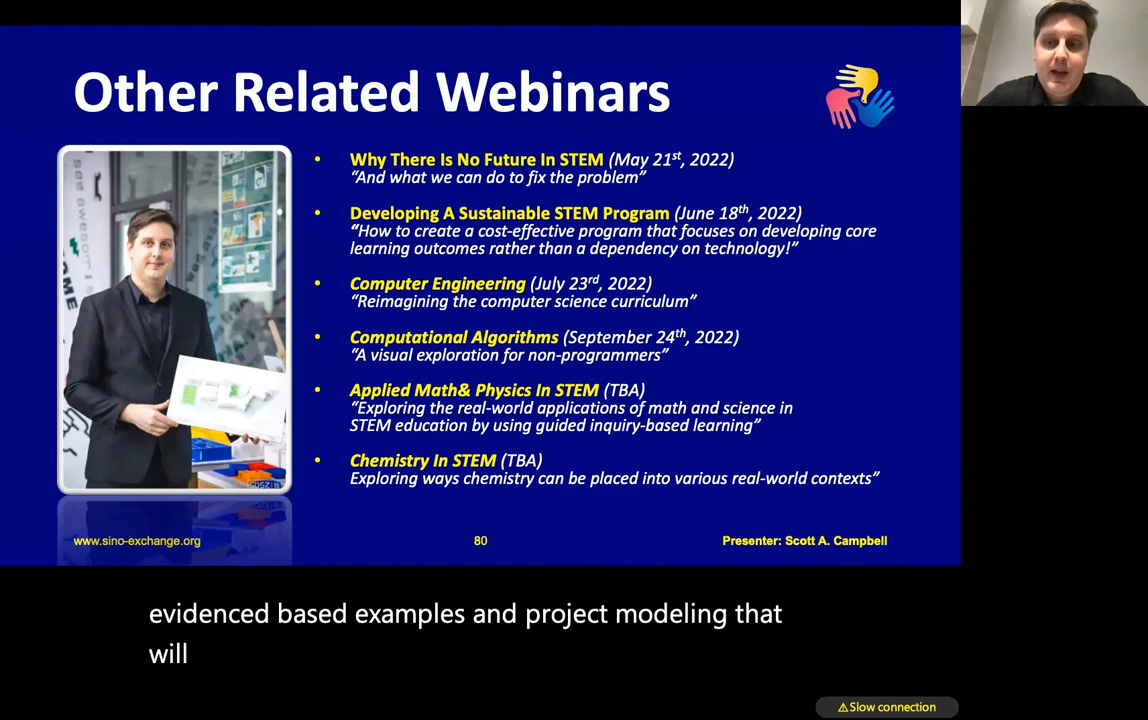 Other Related Webinars
• Why There Is No Future In STEM (May 21st, 2022)
“And what we can do to fix the problem”
• Developing A Sustainable STEM Program (June 18th, 2022)
“How to create a cost-effective program that focuses on developing core
learning outcomes rather than a dependency on technology!”
• Computer Engineering (July 23rd, 2022)
“Reimagining the computer science curriculum”
• Computational Algorithms (September 24th, 2022)
“A visual exploration for non-programmers”
• Applied Math& Physics In STEM (TBA)
“Exploring the real-world applications of math and science in
STEM education by using guided inquiry-based learning”
• Chemistry In STEM (TBA)
Exploring ways chemistry can be placed into various real-world contexts”
www.sino-exchange.org
80
Presenter: Scott A. Campbell
evidenced based examples and project modeling that
will
⚠Slow connection